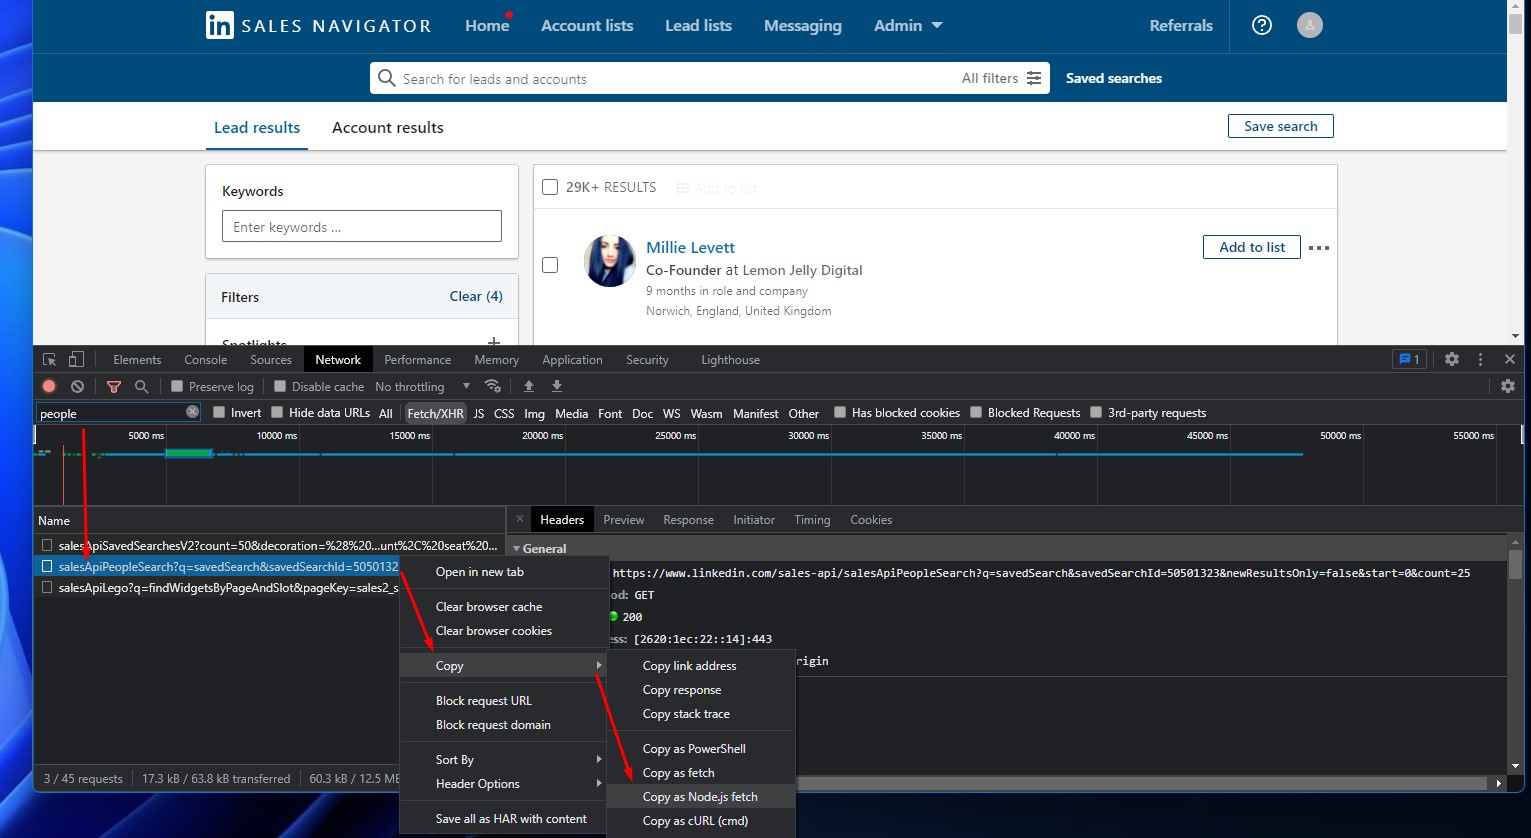 in SALES NAVIGATOR Home Account lists Lead lists Messaging Admin Referrals
Search for leads and accounts All filters Saved searches
Lead results Account results Save search
Keywords
Enter keywords ...
Filters Clear (4)
Spotlights
29K+ RESULTS Add to list
Millie Levett
Co-Founder at Lemon Jelly Digital
9 months in role and company
Norwich, England, United Kingdom
Add to list
Elements Console Sources Network Performance Memory Application Security Lighthouse 1
Preserve log Disable cache No throttling
people Invert Hide data URLs All Fetch/XHR JS CSS Img Media Font Doc WS Wasm Manifest Other Has blocked cookies Blocked Requests 3rd-party requests
5000 ms 10000 ms 15000 ms 20000 ms 25000 ms 30000 ms 35000 ms 40000 ms 45000 ms 50000 ms 55000 ms
Name
salesApiSavedSearchesV2?count=50&decoration=%28%20...unt%2C%20seat%20...
salesApiPeopleSearch?q=savedSearch&savedSearchId=5050132
salesApiLego?q=findWidgetsByPageAndSlot&pageKey=sales2_s
3 / 45 requests 17.3 kB / 63.8 kB transferred 60.3 kB / 12.5 M
Headers Preview Response Initiator Timing Cookies
General
https://www.linkedin.com/sales-api/salesApiPeopleSearch?q=savedSearch&savedSearchId=50501323&newResultsOnly=false&start=0&count=25
od: GET
200
ess: [2620:1ec:22::14]:443
rigin
Open in new tab
Clear browser cache
Clear browser cookies
Copy
Block request URL
Block request domain
Sort By
Header Options
Save all as HAR with content
Copy link address
Copy response
Copy stack trace
Copy as PowerShell
Copy as fetch
Copy as Node.js fetch
Copy as cURL (cmd)